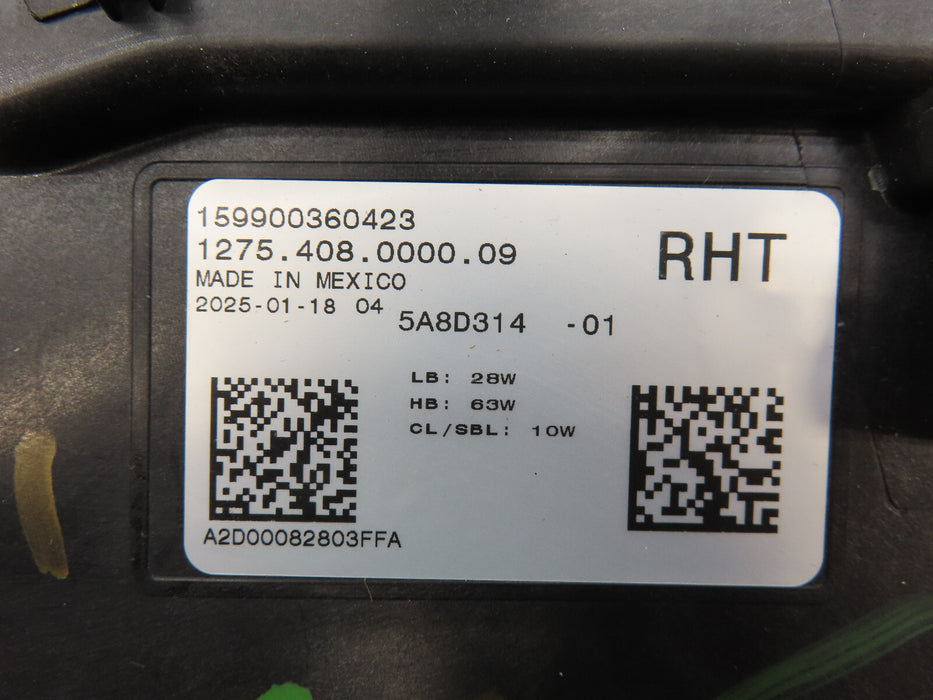 159900360423
1275.408.0000.09
RHT
MADE IN MEXICO
2025-01-18 04
5A8D314 -01
LB: 28W
HB: 63W
CL/SBL: 10W
A2D00082803FFA